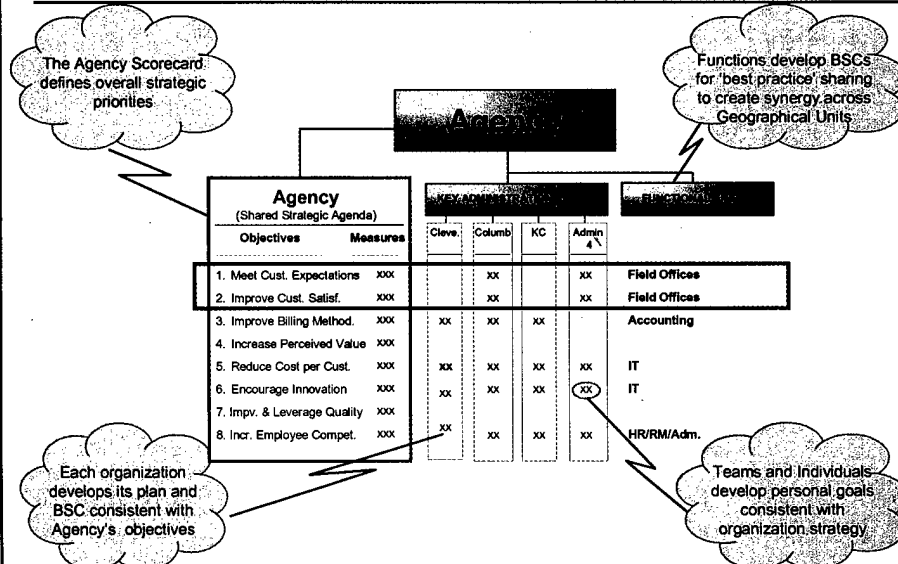 The Agency Scorecard
defines overall strategic
priorities
Functions develop BSCs
for 'best practice' sharing
to create synergy across
Geographical Units
Agency
Agency
(Shared Strategic Agenda)
Objectives Measures
KEY
FUNCTIONAL
Cleve. Columb KC Admin
4
1. Meet Cust. Expectations xxx xx xx Field Offices
2. Improve Cust. Satisf. xxx xx xx Field Offices
3. Improve Billing Method. xxx xx xx xx Accounting
4. Increase Perceived Value xxx
5. Reduce Cost per Cust. xxx xx xx xx xx IT
6. Encourage Innovation xxx xx xx xx xx IT
7. Impv. & Leverage Quality xxx
8. Incr. Employee Compet. xxx xx xx xx xx HR/RM/Adm.
Each organization
develops its plan and
BSC consistent with
Agency's objectives
Teams and Individuals
develop personal goals
consistent with
organization strategy